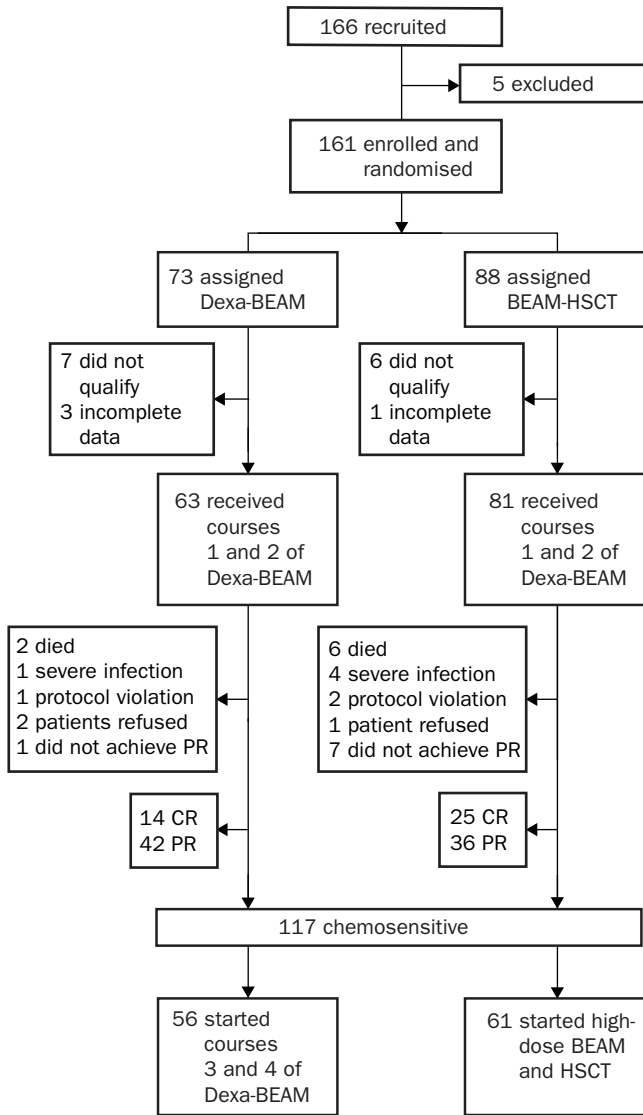 166 recruited
5 excluded
161 enrolled and
randomised
73 assigned
Dexa-BEAM
88 assigned
BEAM-HSCT
7 did not
qualify
3 incomplete
data
6 did not
qualify
1 incomplete
data
63 received
courses
1 and 2 of
Dexa-BEAM
81 received
courses
1 and 2 of
Dexa-BEAM
2 died
1 severe infection
1 protocol violation
2 patients refused
1 did not achieve PR
6 died
4 severe infection
2 protocol violation
1 patient refused
7 did not achieve PR
14 CR
42 PR
25 CR
36 PR
117 chemosensitive
56 started
courses
3 and 4 of
Dexa-BEAM
61 started high-
dose BEAM
and HSCT